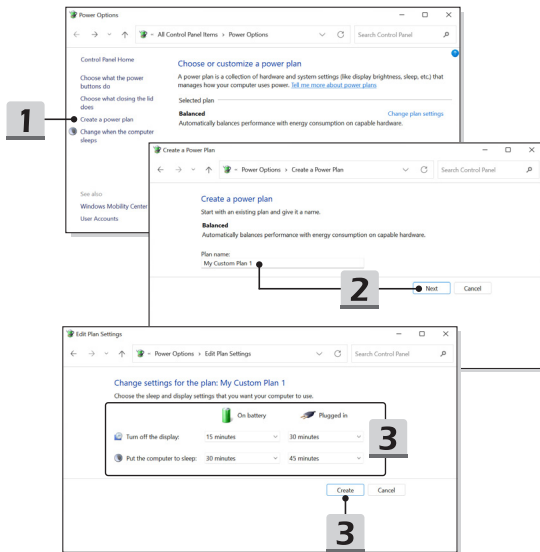 Power Options
All Control Panel Items > Power Options
Search Control Panel
Control Panel Home
Choose what the power
buttons do
Choose what closing the lid
does
Create a power plan
Change when the computer
sleeps
See also
Windows Mobility Center
User Accounts
Choose or customize a power plan
A power plan is a collection of hardware and system settings (like display brightness, sleep, etc.) that
manages how your computer uses power. Tell me more about power plans
Selected plan
Balanced Change plan settings
Automatically balances performance with energy consumption on capable hardware.
1
Create a Power Plan
Power Options > Create a Power Plan
Search Control Panel
Create a power plan
Start with an existing plan and give it a name.
Balanced
Automatically balances performance with energy consumption on capable hardware.
Plan name:
My Custom Plan 1
2
Next Cancel
Edit Plan Settings
Power Options > Edit Plan Settings
Search Control Panel
Change settings for the plan: My Custom Plan 1
Choose the sleep and display settings that you want your computer to use.
On battery Plugged in
Turn off the display: 15 minutes 30 minutes
Put the computer to sleep: 30 minutes 45 minutes
3
Create Cancel
3